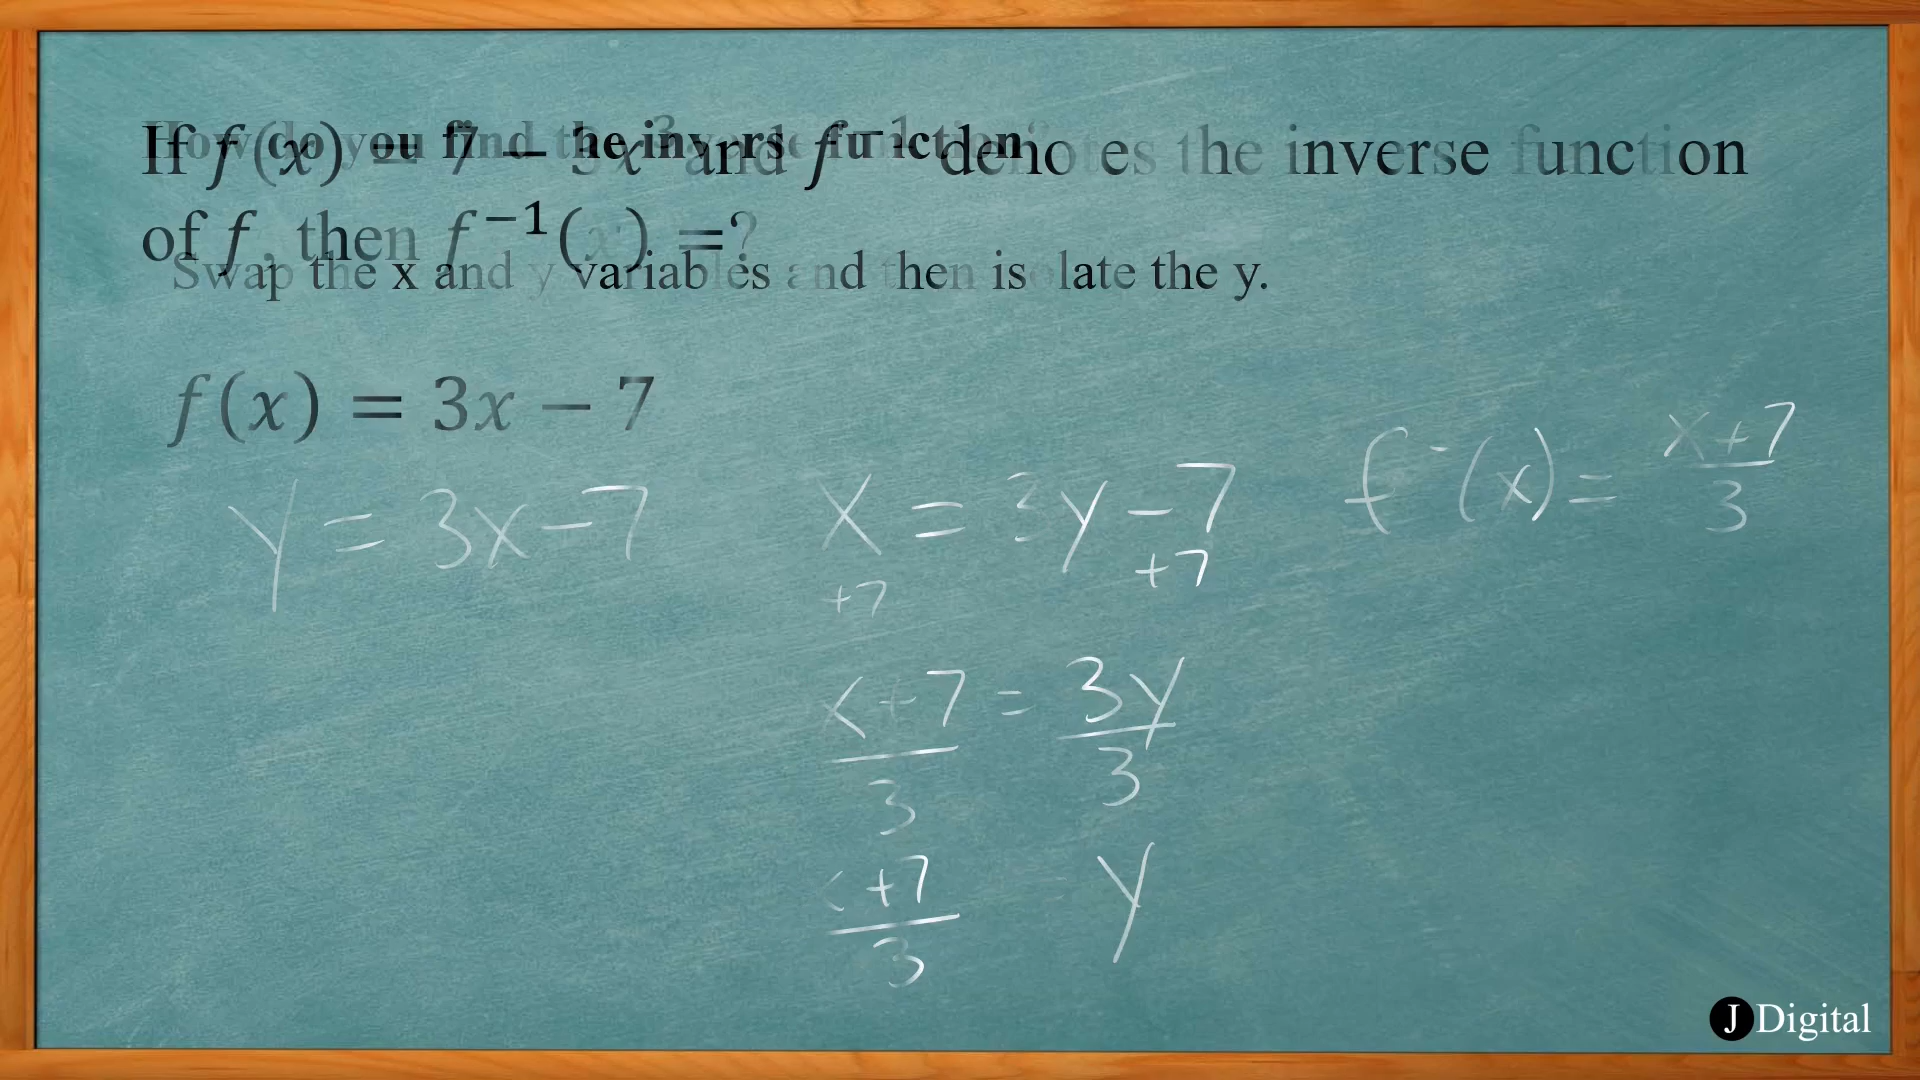 If f(x) = 7 − 3x³ and f⁻¹ denotes the inverse function
of f, then f⁻¹(x) =?
How do you find the inverse function
Swap the x and y variables and then isolate the y.
f(x) = 3x − 7
y = 3x-7
x = 3y-7
+7 +7
x+7 = 3y
3 3
x+7 y
3
f⁻(x)= x+7
3
J Digital